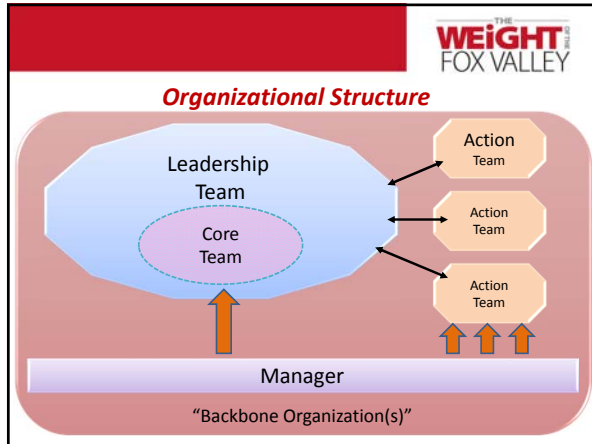 THE
WEiGHT
OF THE
FOX VALLEY
Organizational Structure
Leadership
Team
Core
Team
Action
Team
Action
Team
Action
Team
Manager
“Backbone Organization(s)”